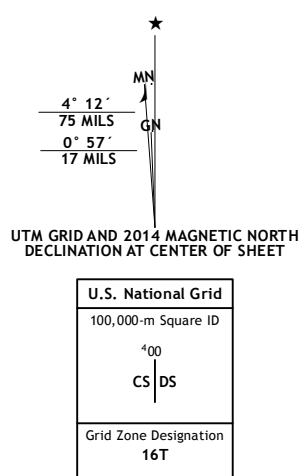 ★
MN
4° 12´
75 MILS
GN
0° 57´
17 MILS
UTM GRID AND 2014 MAGNETIC NORTH
DECLINATION AT CENTER OF SHEET
U.S. National Grid
100,000-m Square ID
⁴00
CS DS
Grid Zone Designation
16T